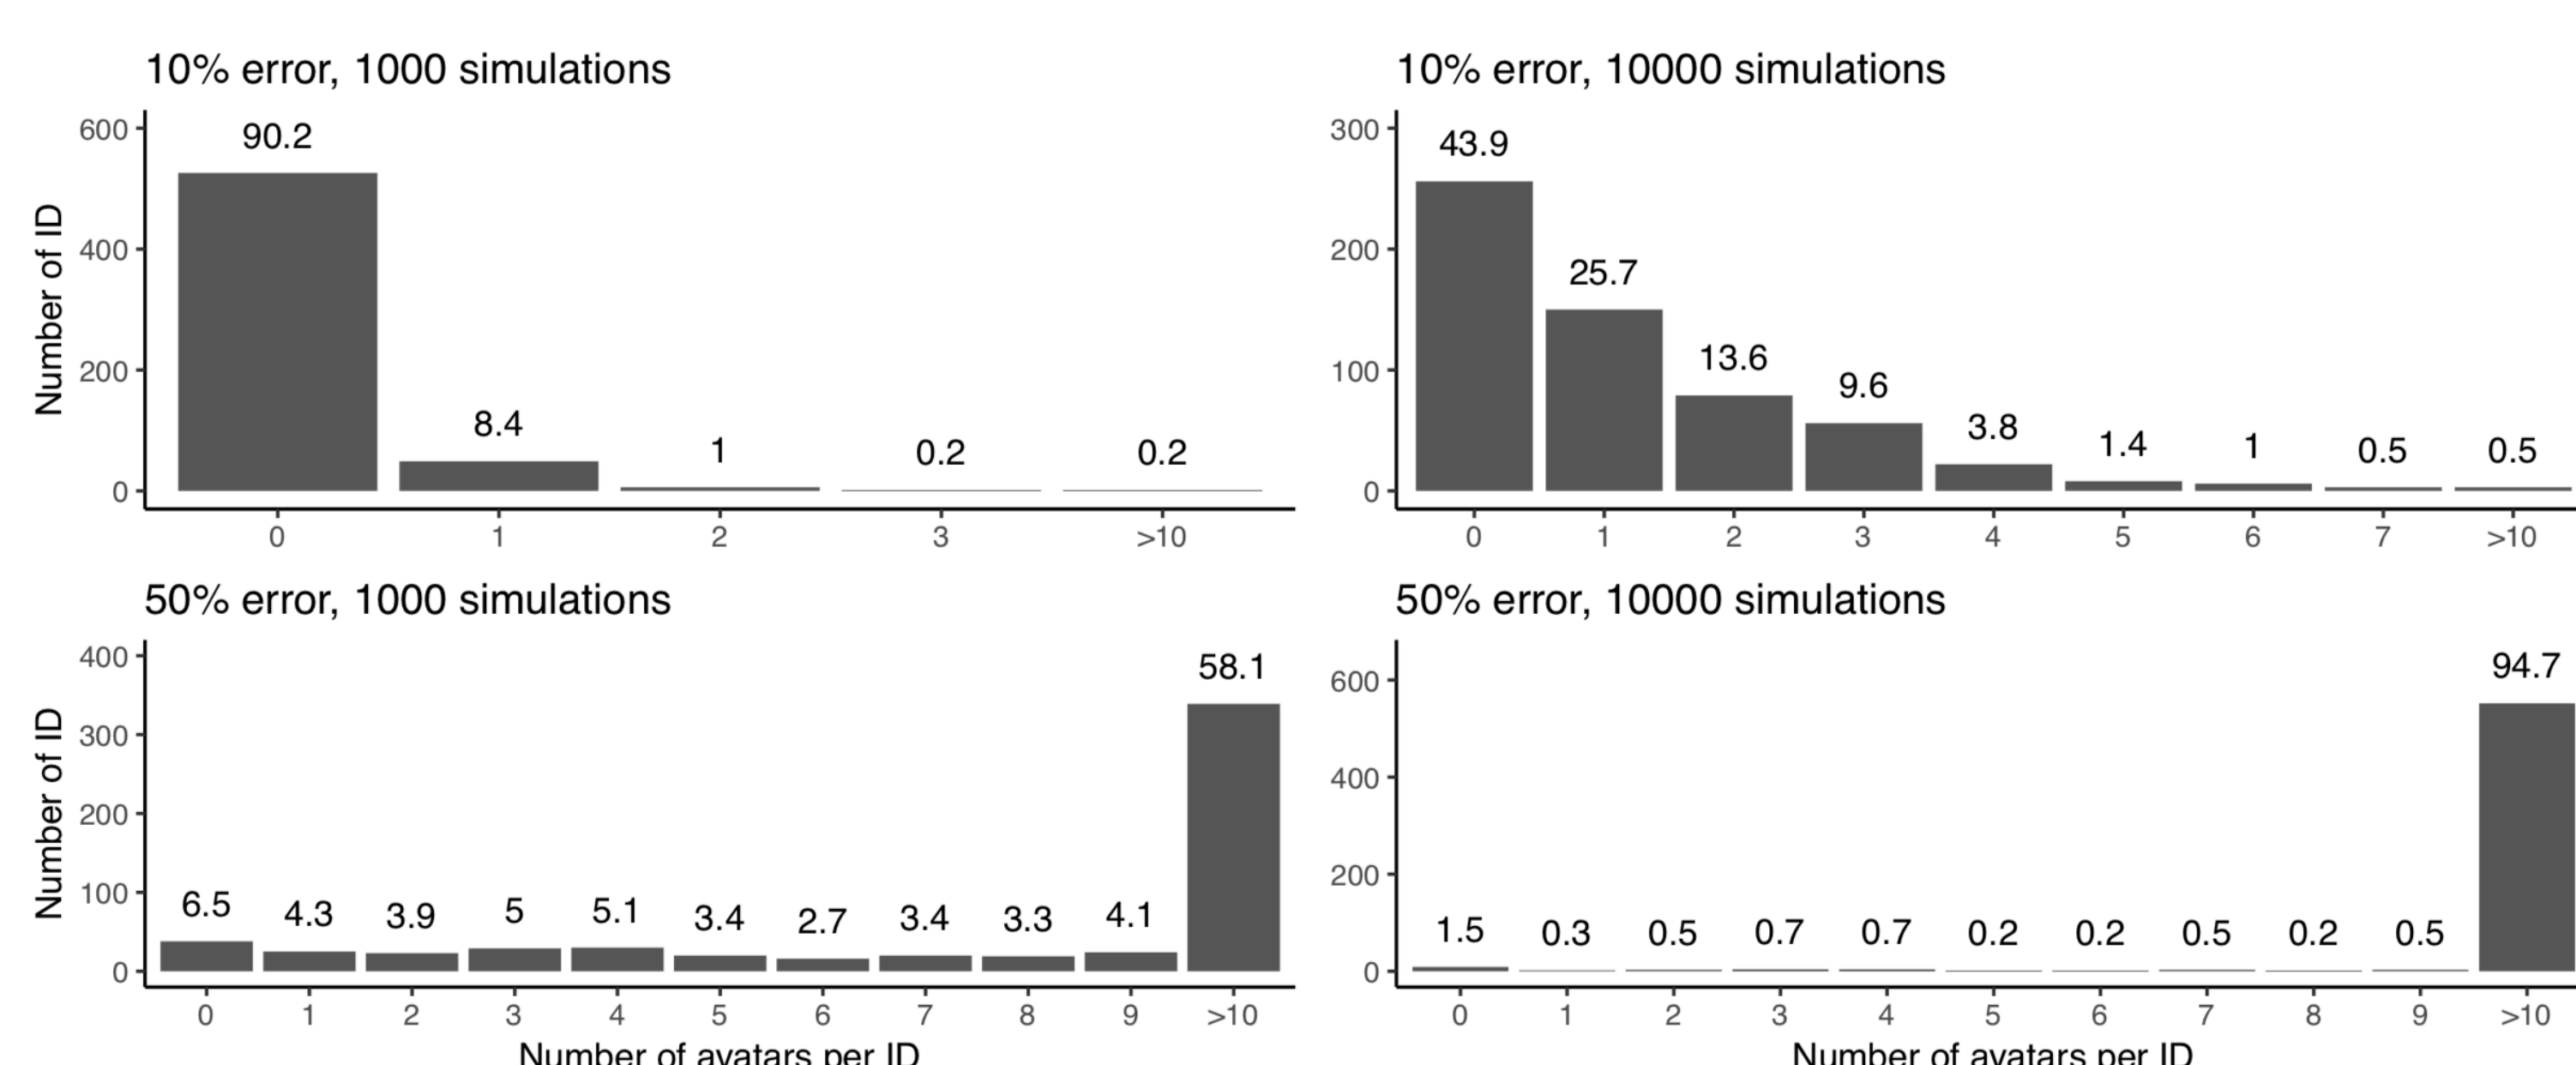 10% error, 1000 simulations
Number of ID
600
400
200
0
90.2
8.4
1
0.2
0.2
0 1 2 3 >10
10% error, 10000 simulations
300
200
100
0
43.9
25.7
13.6
9.6
3.8
1.4
1
0.5
0.5
0 1 2 3 4 5 6 7 >10
50% error, 1000 simulations
Number of ID
400
300
200
100
0
6.5 4.3 3.9 5 5.1 3.4 2.7 3.4 3.3 4.1 58.1
0 1 2 3 4 5 6 7 8 9 >10
Number of avatars per ID
50% error, 10000 simulations
600
400
200
0
1.5 0.3 0.5 0.7 0.7 0.2 0.2 0.5 0.2 0.5 94.7
0 1 2 3 4 5 6 7 8 9 >10
Number of avatars per ID